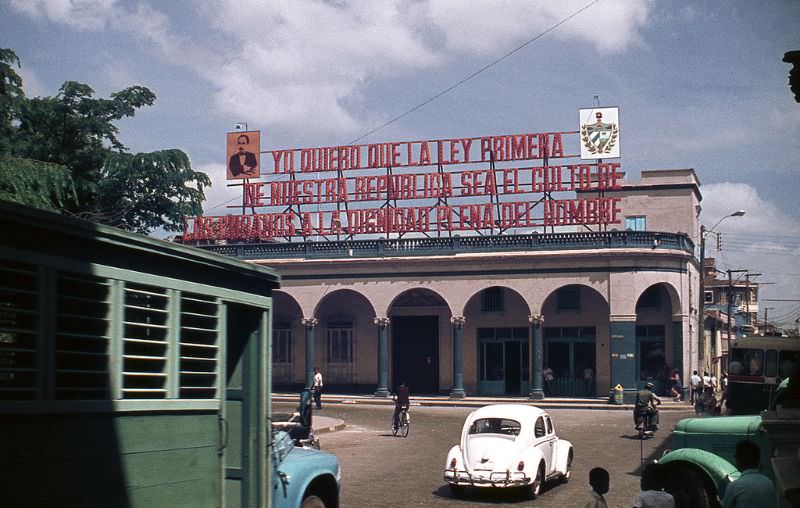 YO QUIERO QUE LA LEY PRIMERA
DE NUESTRA REPUBLICA SEA EL CULTO DE
LOS CUBANOS A LA DIGNIDAD PLENA DEL HOMBRE